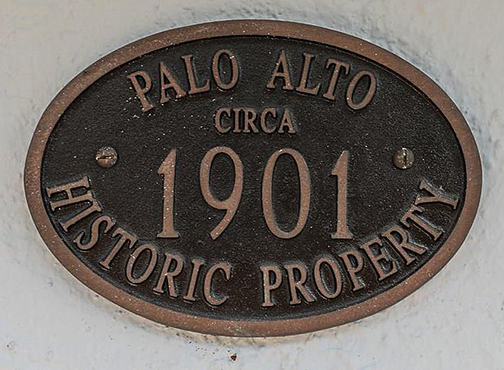 PALO ALTO
CIRCA
1901
HISTORIC PROPERTY